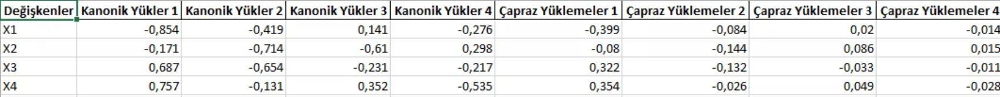 Değişkenler Kanonik Yükler 1 Kanonik Yükler 2 Kanonik Yükler 3 Kanonik Yükler 4 Çapraz Yüklemeler 1 Çapraz Yüklemeler 2 Çapraz Yüklemeler 3 Çapraz Yüklemeler 4
X1 -0,854 -0,419 0,141 -0,276 -0,399 -0,084 0,02 -0,014
X2 -0,171 -0,714 -0,61 0,298 -0,08 -0,144 0,086 0,015
X3 0,687 -0,654 -0,231 -0,217 0,322 -0,132 -0,033 -0,011
X4 0,757 -0,131 0,352 -0,535 0,354 -0,026 0,049 -0,028